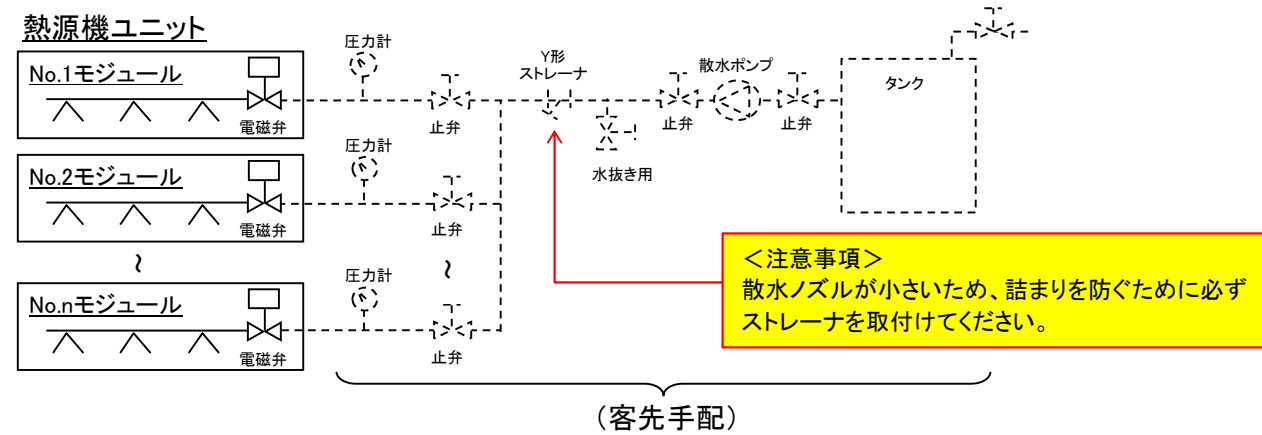 熱源機ユニット
No.1モジュール
電磁弁
圧力計
止弁
Y形
ストレーナ
水抜き用
止弁
散水ポンプ
止弁
タンク
No.2モジュール
電磁弁
圧力計
止弁
~
~
No.nモジュール
電磁弁
圧力計
止弁
＜注意事項＞
散水ノズルが小さいため、詰まりを防ぐために必ず
ストレーナを取付けてください。
(客先手配)